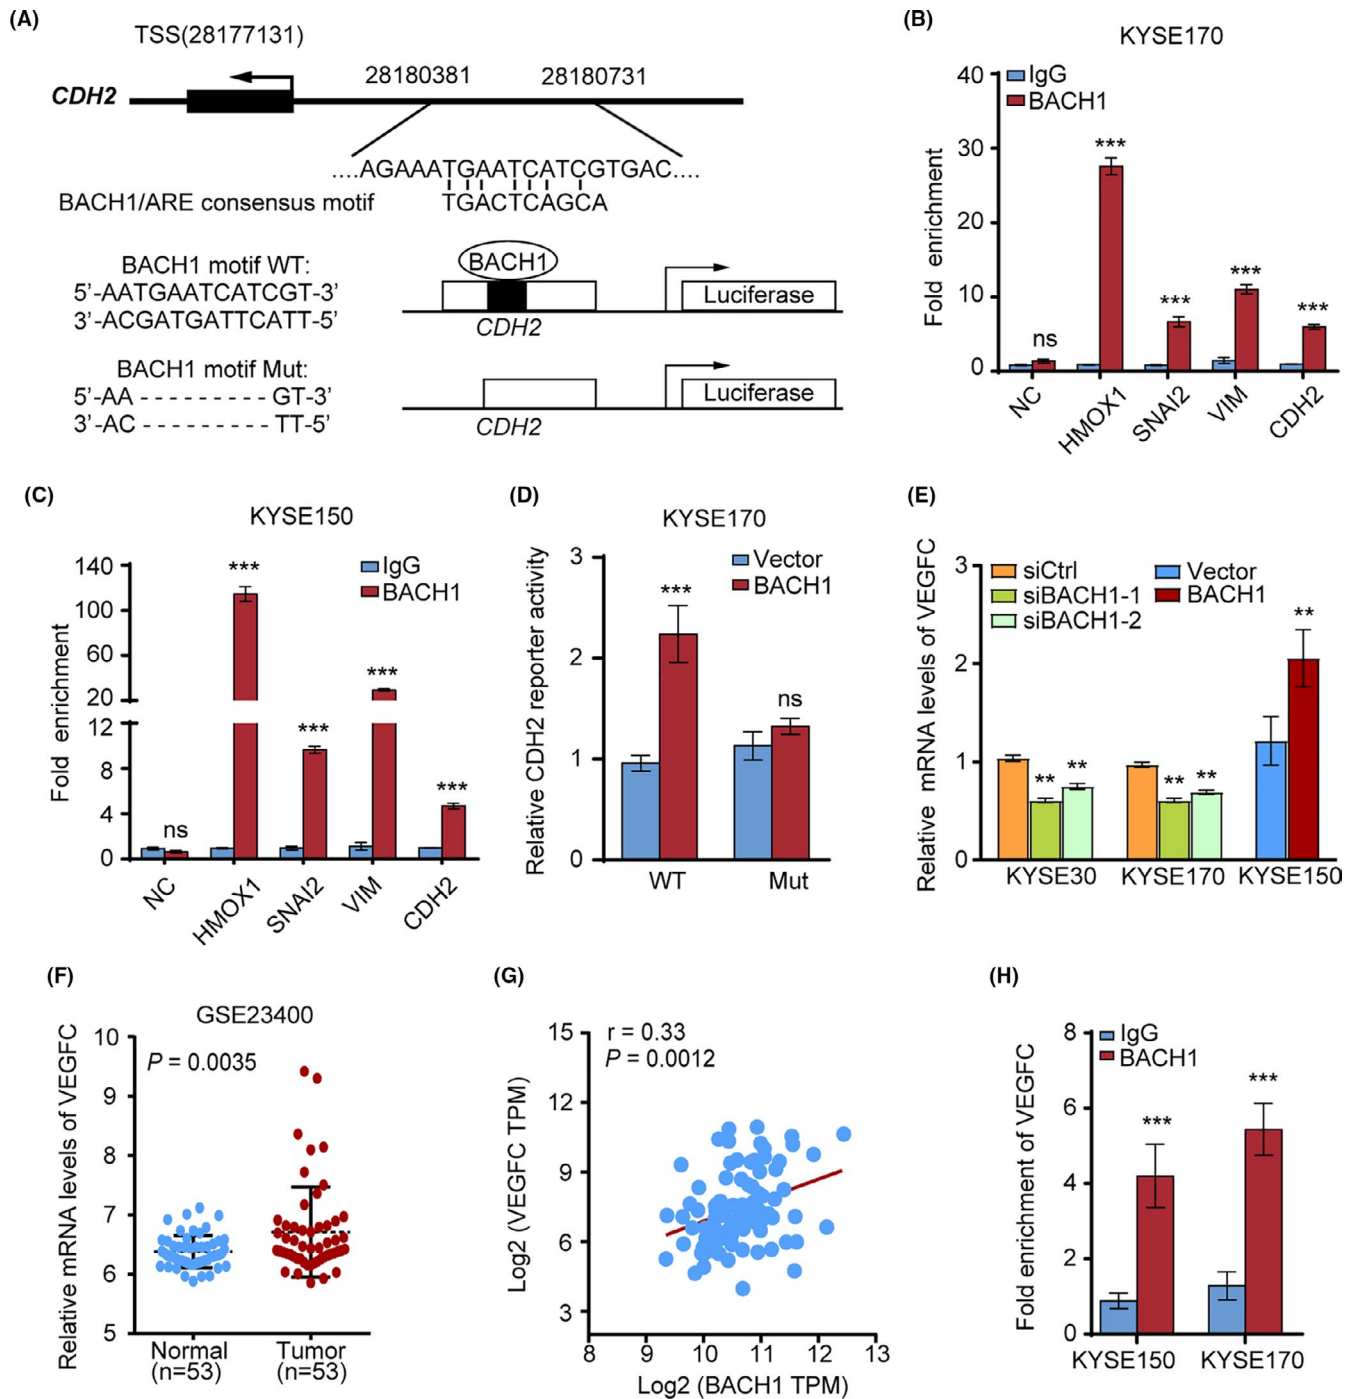 (A)
TSS(28177131)
28180381
28180731
CDH2
....AGAAATGAATCATCGTGAC....
BACH1/ARE consensus motif
TGACTCAGCA
BACH1 motif WT:
5'-AATGAATCATCGT-3'
3'-ACGATGATTCATT-5'
BACH1
CDH2
Luciferase
BACH1 motif Mut:
5'-AA - - - - - - - - - GT-3'
3'-AC - - - - - - - - - TT-5'
CDH2
Luciferase
(B)
KYSE170
IgG
BACH1
Fold enrichment
40
30
20
10
0
ns
***
***
***
***
NC
HMOX1
SNAI2
VIM
CDH2
(C)
KYSE150
IgG
BACH1
Fold enrichment
140
100
60
20
12
8
4
0
ns
***
***
***
***
NC
HMOX1
SNAI2
VIM
CDH2
(D)
KYSE170
Vector
BACH1
Relative CDH2 reporter activity
3
2
1
0
***
ns
WT
Mut
(E)
Relative mRNA levels of VEGFC
3
2
1
0
siCtrl
siBACH1-1
siBACH1-2
Vector
BACH1
**
**
**
**
**
KYSE30
KYSE170
KYSE150
(F)
GSE23400
P = 0.0035
Relative mRNA levels of VEGFC
10
9
8
7
6
5
Normal
(n=53)
Tumor
(n=53)
(G)
r = 0.33
P = 0.0012
Log2 (VEGFC TPM)
15
12
9
6
3
8
9
10
11
12
13
Log2 (BACH1 TPM)
(H)
IgG
BACH1
Fold enrichment of VEGFC
8
6
4
2
0
***
***
KYSE150
KYSE170